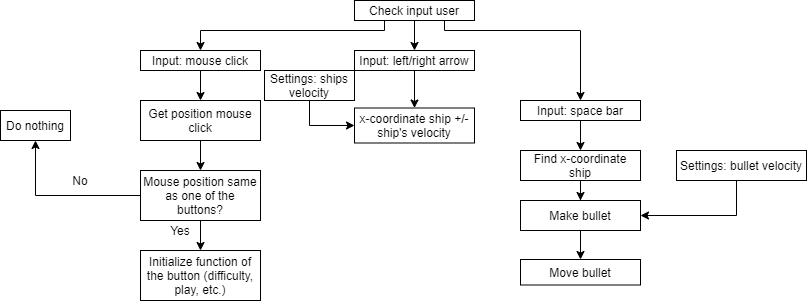 Check input user
Input: mouse click
Input: left/right arrow
Settings: ships
velocity
Get position mouse
click
Input: space bar
Do nothing
x-coordinate ship +/-
ship's velocity
Find x-coordinate
ship
Settings: bullet velocity
No
Mouse position same
as one of the
buttons?
Make bullet
Yes
Initialize function of
the button (difficulty,
play, etc.)
Move bullet